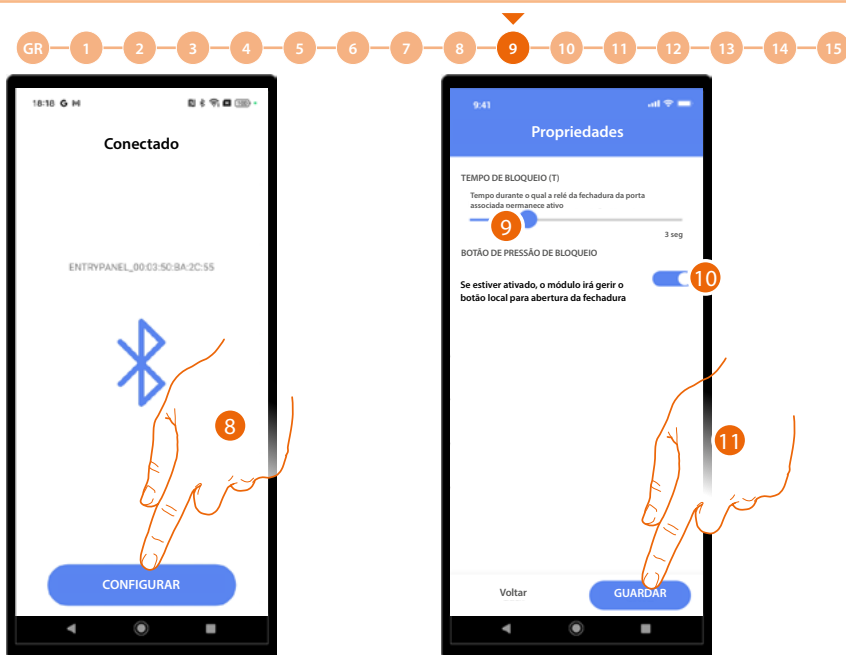 GR 1 2 3 4 5 6 7 8 9 10 11 12 13 14 15
18:18 G M
Conectado
ENTRYPANEL_00:03:50:BA:2C:55
8
CONFIGURAR
9:41
Propriedades
TEMPO DE BLOQUEIO (T)
Tempo durante o qual a relé da fechadura da porta
associada permanece ativo
9
3 seg
BOTÃO DE PRESSÃO DE BLOQUEIO
10
Se estiver ativado, o módulo irá gerir o
botão local para abertura da fechadura
11
Voltar
GUARDAR